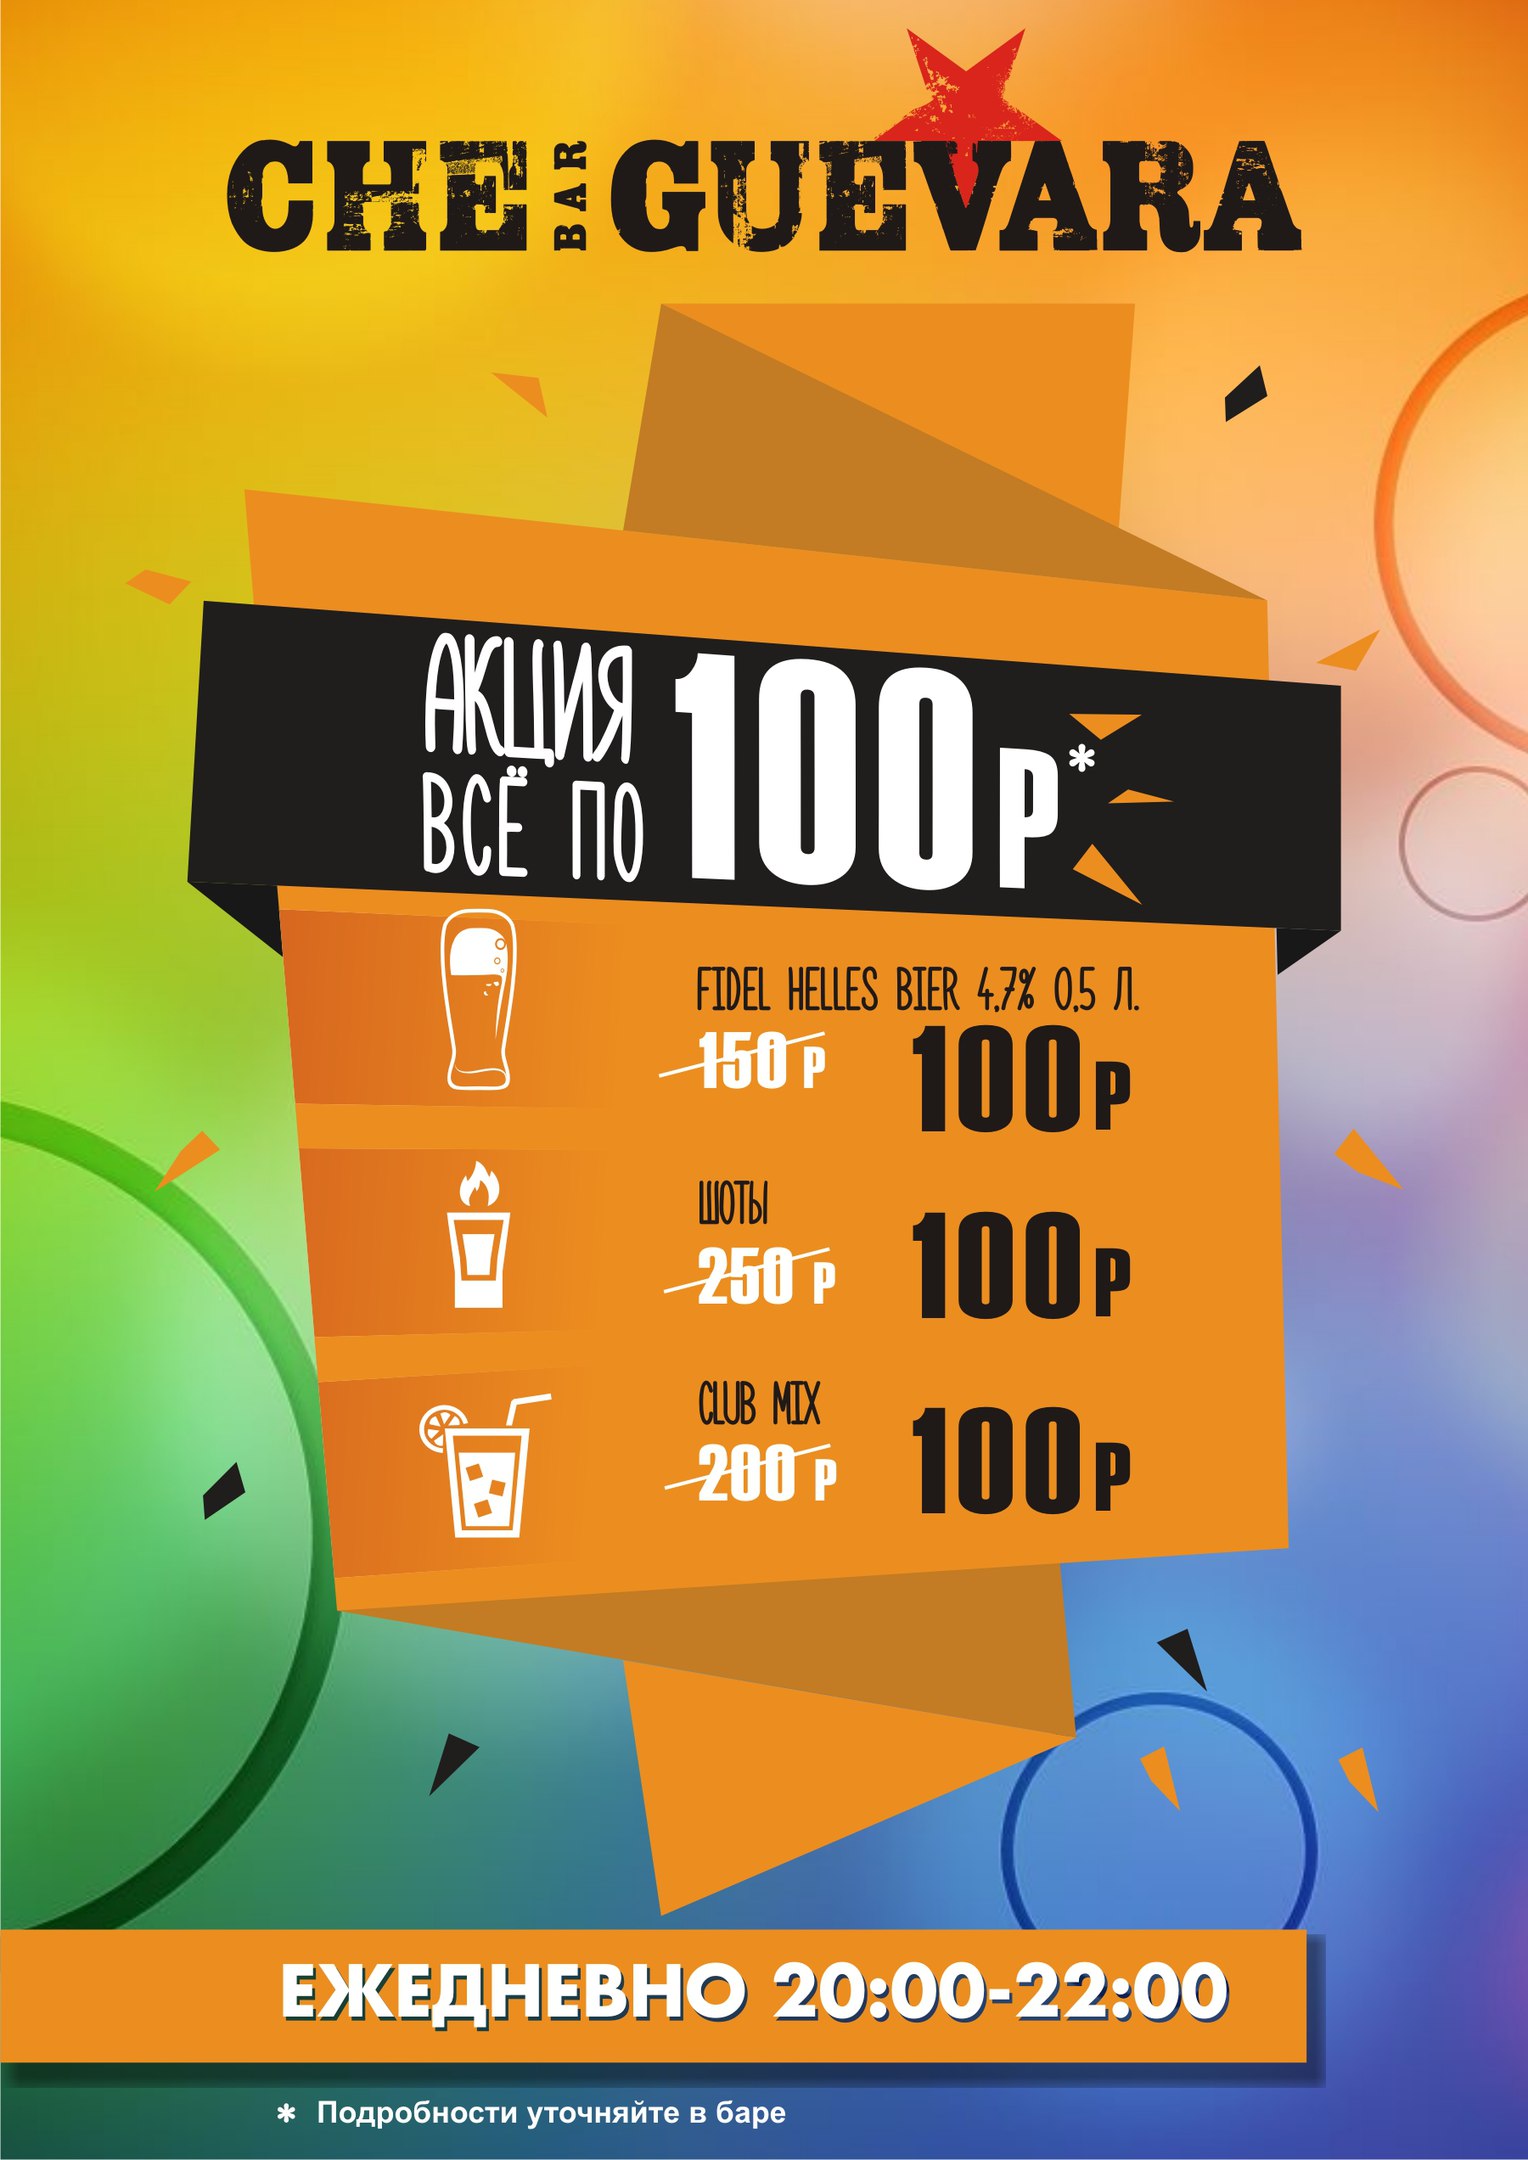 CHE BAR GUEVARA
АКЦИЯ
ВСЁ ПО 100Р*
FIDEL HELLES BIER 4,7% 0,5 Л.
150 Р 100Р
ШОТЫ
250 Р 100Р
CLUB MIX
200 Р 100Р
ЕЖЕДНЕВНО 20:00-22:00
* Подробности уточняйте в баре